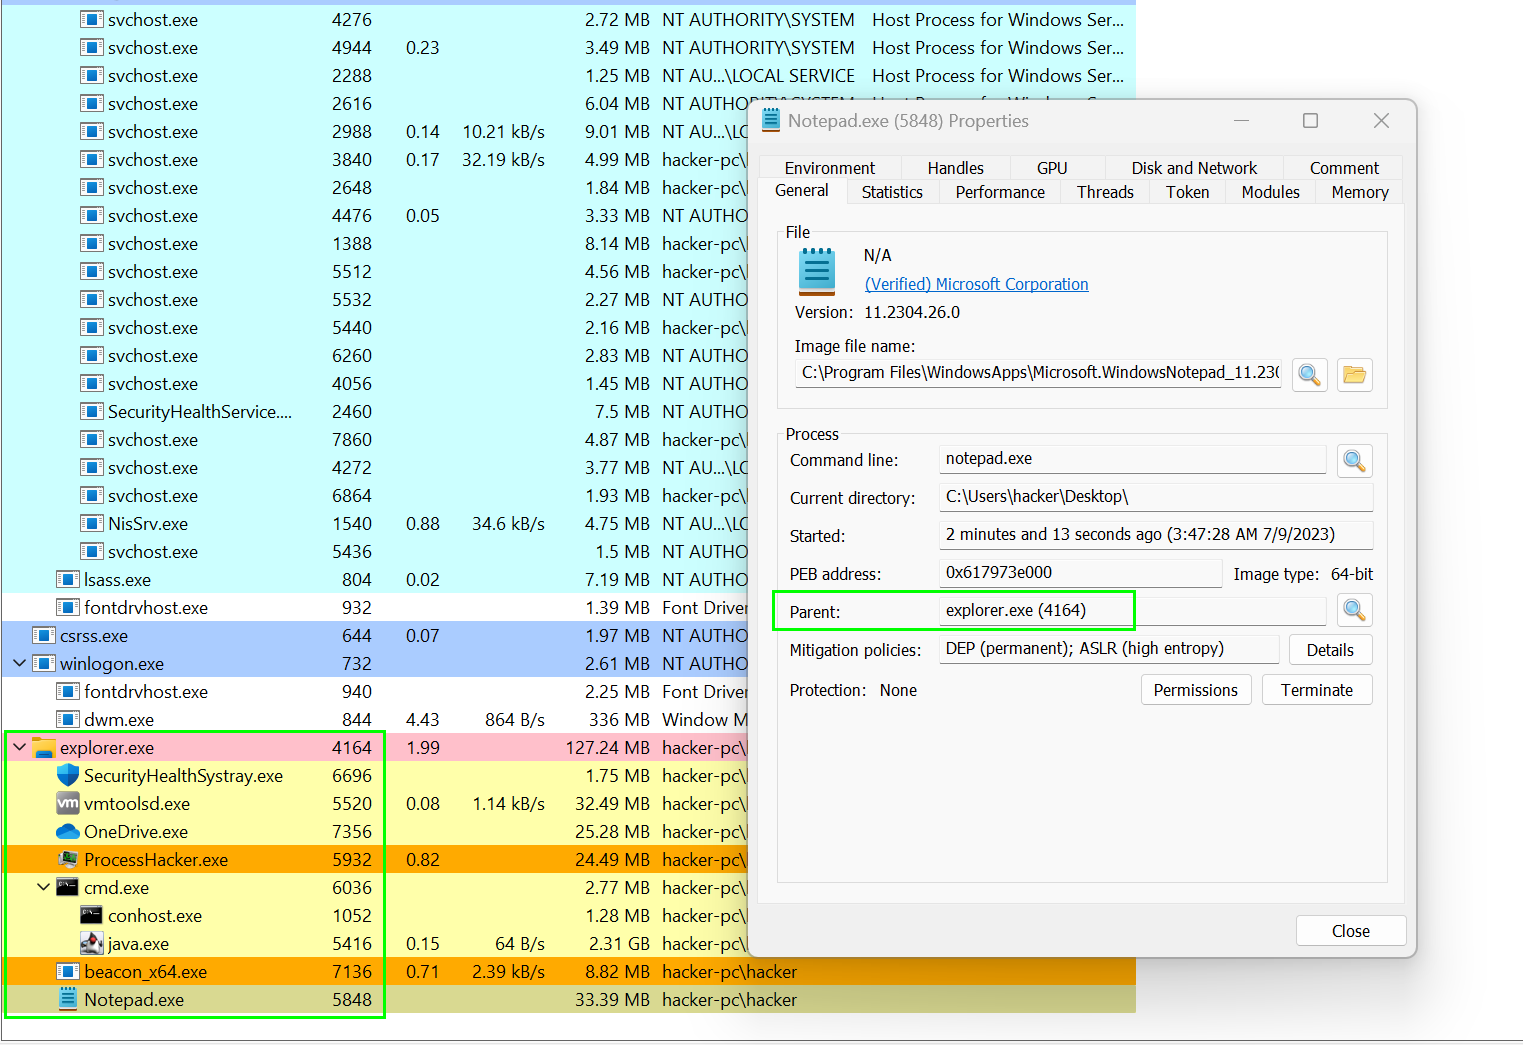 svchost.exe 4276 2.72 MB NT AUTHORITY\SYSTEM Host Process for Windows Ser...
svchost.exe 4944 0.23 3.49 MB NT AUTHORITY\SYSTEM Host Process for Windows Ser...
svchost.exe 2288 1.25 MB NT AU...\LOCAL SERVICE Host Process for Windows Ser...
svchost.exe 2616 6.04 MB NT AUTHORITY\SYSTEM Host Process for Windows Ser...
svchost.exe 2988 0.14 10.21 kB/s 9.01 MB NT AU...\LO
svchost.exe 3840 0.17 32.19 kB/s 4.99 MB hacker-pc\
svchost.exe 2648 1.84 MB hacker-pc\
svchost.exe 4476 0.05 3.33 MB NT AUTHO
svchost.exe 1388 8.14 MB hacker-pc\
svchost.exe 5512 4.56 MB hacker-pc\
svchost.exe 5532 2.27 MB NT AUTHO
svchost.exe 5440 2.16 MB hacker-pc\
svchost.exe 6260 2.83 MB NT AUTHO
svchost.exe 4056 1.45 MB NT AUTHO
SecurityHealthService.... 2460 7.5 MB NT AUTHO
svchost.exe 7860 4.87 MB hacker-pc\
svchost.exe 4272 3.77 MB NT AU...\LO
svchost.exe 6864 1.93 MB hacker-pc\
NisSrv.exe 1540 0.88 34.6 kB/s 4.75 MB NT AU...\LO
svchost.exe 5436 1.5 MB NT AUTHO
lsass.exe 804 0.02 7.19 MB NT AUTHO
fontdrvhost.exe 932 1.39 MB Font Driver
csrss.exe 644 0.07 1.97 MB NT AUTHO
winlogon.exe 732 2.61 MB NT AUTHO
fontdrvhost.exe 940 2.25 MB Font Driver
dwm.exe 844 4.43 864 B/s 336 MB Window M
explorer.exe 4164 1.99 127.24 MB hacker-pc\
SecurityHealthSystray.exe 6696 1.75 MB hacker-pc\
vm vmtoolsd.exe 5520 0.08 1.14 kB/s 32.49 MB hacker-pc\
OneDrive.exe 7356 25.28 MB hacker-pc\
ProcessHacker.exe 5932 0.82 24.49 MB hacker-pc\
cmd.exe 6036 2.77 MB hacker-pc\
conhost.exe 1052 1.28 MB hacker-pc\
java.exe 5416 0.15 64 B/s 2.31 GB hacker-pc\
beacon_x64.exe 7136 0.71 2.39 kB/s 8.82 MB hacker-pc\hacker
Notepad.exe 5848 33.39 MB hacker-pc\hacker
Notepad.exe (5848) Properties
Environment Handles GPU Disk and Network Comment
General Statistics Performance Threads Token Modules Memory
File
N/A
(Verified) Microsoft Corporation
Version: 11.2304.26.0
Image file name:
C:\Program Files\WindowsApps\Microsoft.WindowsNotepad_11.230
Process
Command line: notepad.exe
Current directory: C:\Users\hacker\Desktop\
Started: 2 minutes and 13 seconds ago (3:47:28 AM 7/9/2023)
PEB address: 0x617973e000 Image type: 64-bit
Parent: explorer.exe (4164)
Mitigation policies: DEP (permanent); ASLR (high entropy) Details
Protection: None Permissions Terminate
Close